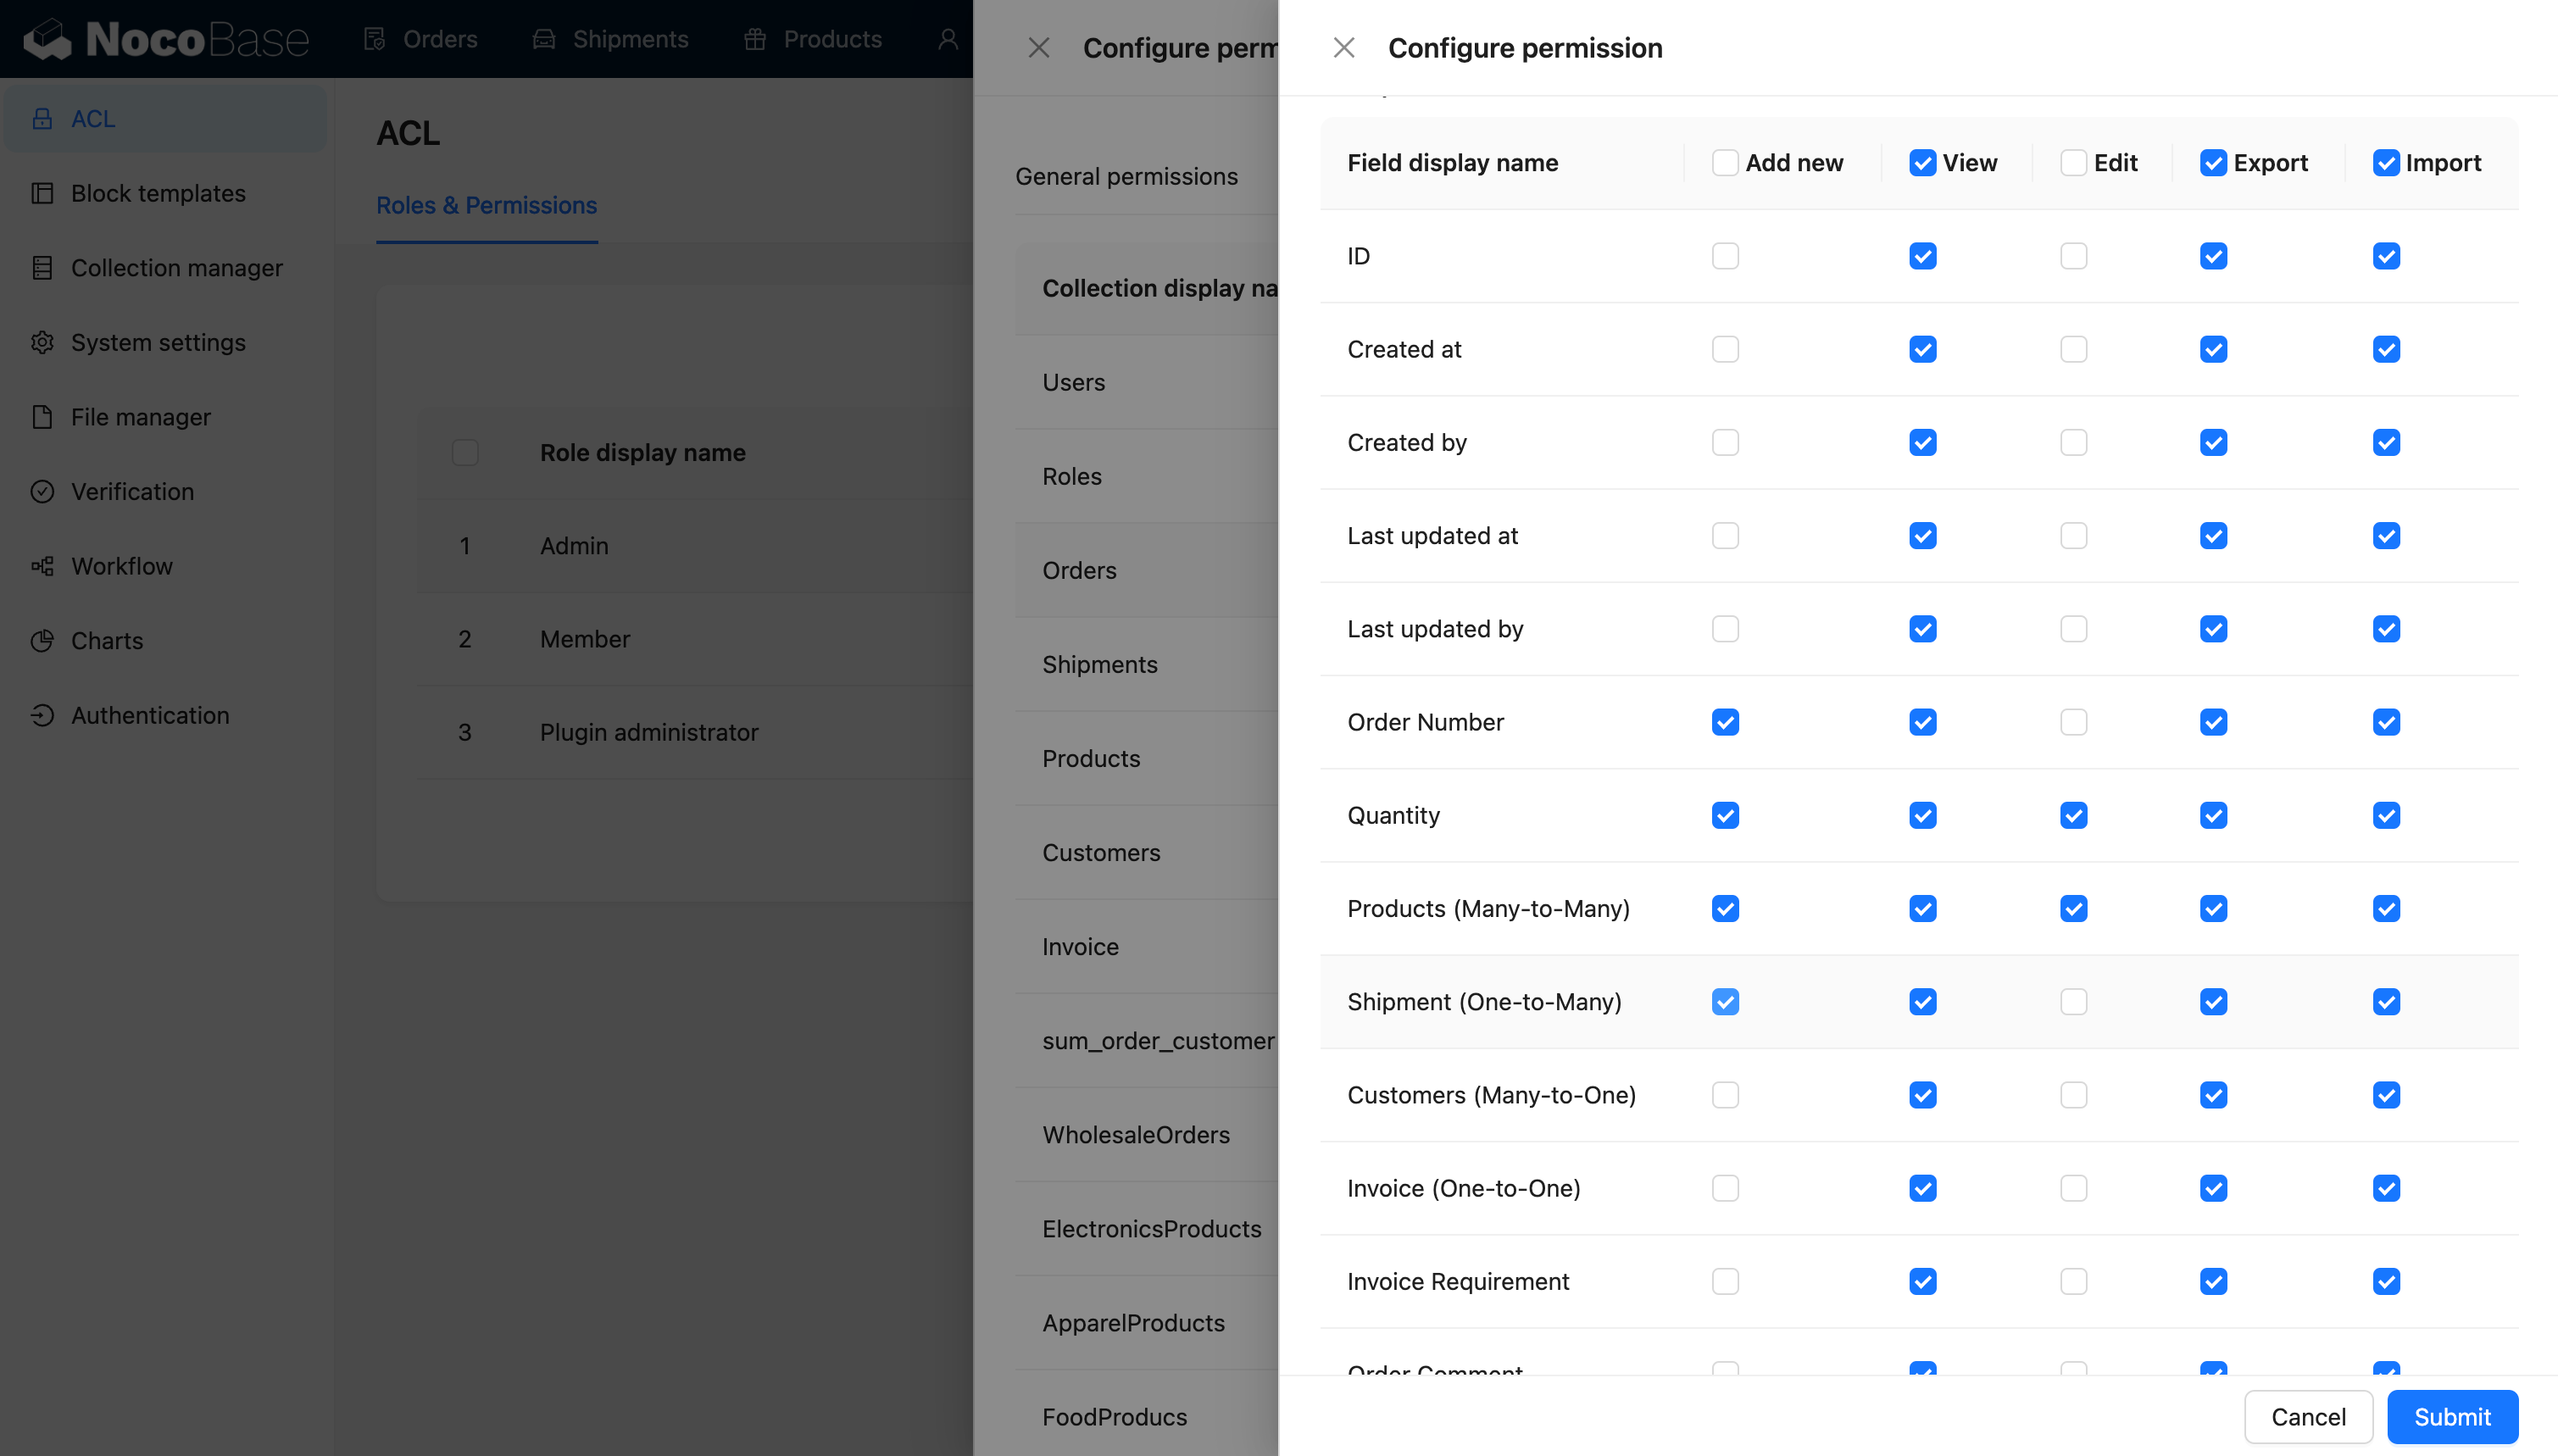 NocoBase
Orders
Shipments
Products
ACL
Block templates
Collection manager
System settings
File manager
Verification
Workflow
Charts
Authentication
ACL
Roles & Permissions
Role display name
1 Admin
2 Member
3 Plugin administrator
Configure perm
General permissions
Collection display na
Users
Roles
Orders
Shipments
Products
Customers
Invoice
sum_order_customer
WholesaleOrders
ElectronicsProducts
ApparelProducts
FoodProducs
Configure permission
Field display name Add new View Edit Export Import
ID
Created at
Created by
Last updated at
Last updated by
Order Number
Quantity
Products (Many-to-Many)
Shipment (One-to-Many)
Customers (Many-to-One)
Invoice (One-to-One)
Invoice Requirement
Order Comment
Cancel Submit